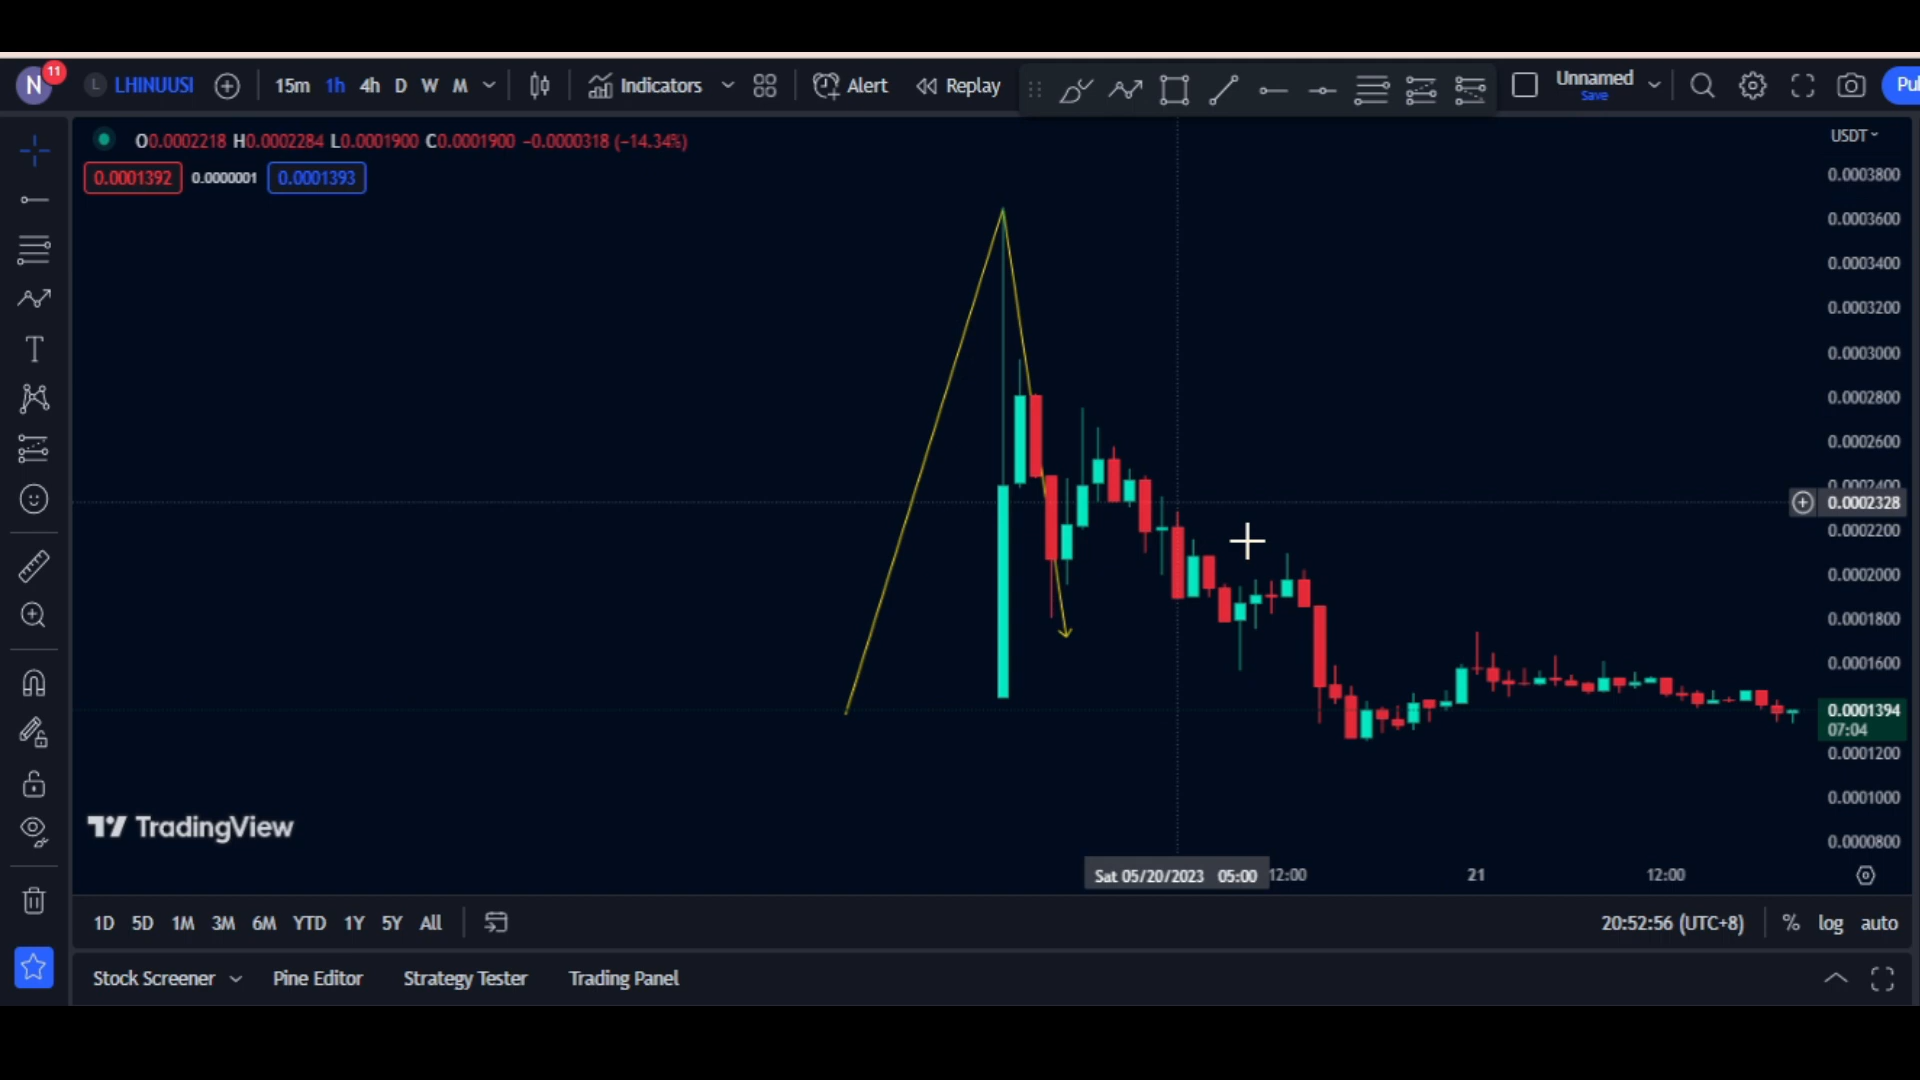 N 11 L LHINUUSI 15m 1h 4h D W M Indicators Alert Replay Unnamed
Save
O0.0002218 H0.0002284 L0.0001900 C0.0001900 −0.0000318 (−14.34%)
0.0001392 0.0000001 0.0001393
USDT
0.0003800
0.0003600
0.0003400
0.0003200
0.0003000
0.0002800
0.0002600
0.0002400
0.0002328
0.0002200
0.0002000
0.0001800
0.0001600
0.0001394
07:04
0.0001200
0.0001000
0.0000800
TradingView
Sat 05/20/2023 05:00 12:00 21 12:00
1D 5D 1M 3M 6M YTD 1Y 5Y All 20:52:56 (UTC+8) % log auto
Stock Screener Pine Editor Strategy Tester Trading Panel